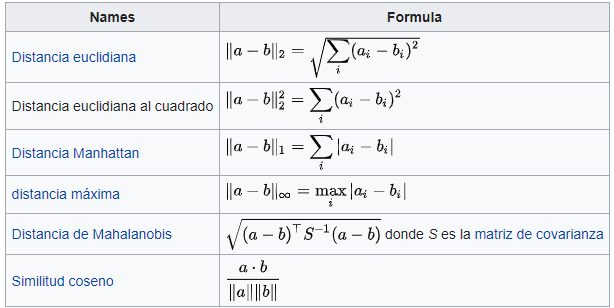 Names Formula
Distancia euclidiana ‖a − b‖₂ = √(∑ᵢ (aᵢ − bᵢ)²)
Distancia euclidiana al cuadrado ‖a − b‖₂² = ∑ᵢ (aᵢ − bᵢ)²
Distancia Manhattan ‖a − b‖₁ = ∑ᵢ |aᵢ − bᵢ|
distancia máxima ‖a − b‖∞ = maxᵢ |aᵢ − bᵢ|
Distancia de Mahalanobis √((a − b)⊤ S⁻¹ (a − b)) donde S es la matriz de covarianza
Similitud coseno a · b / ‖a‖‖b‖